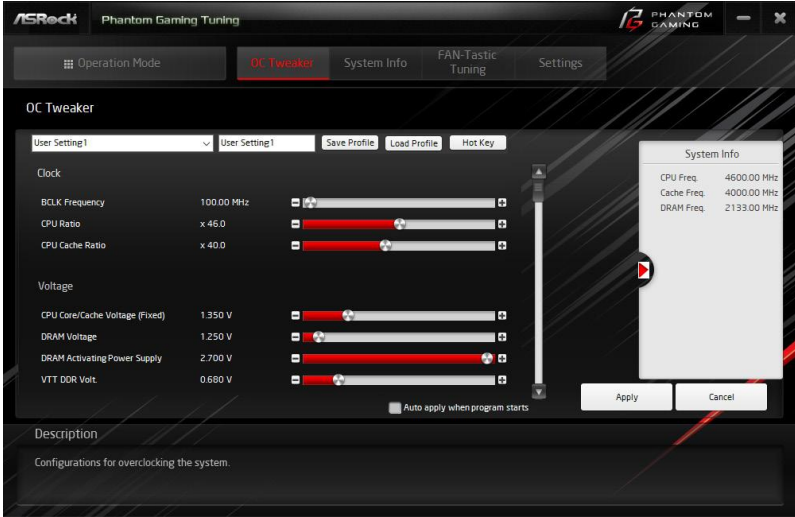 ASRock Phantom Gaming Tuning
PHANTOM
GAMING
Operation Mode
OC Tweaker
System Info
FAN-Tastic
Tuning
Settings
OC Tweaker
User Setting1
User Setting1
Save Profile
Load Profile
Hot Key
Clock
BCLK Frequency 100.00 MHz
CPU Ratio x 46.0
CPU Cache Ratio x 40.0
Voltage
CPU Core/Cache Voltage (Fixed) 1.350 V
DRAM Voltage 1.250 V
DRAM Activating Power Supply 2.700 V
VTT DDR Volt. 0.680 V
Auto apply when program starts
System Info
CPU Freq. 4600.00 MHz
Cache Freq. 4000.00 MHz
DRAM Freq. 2133.00 MHz
Apply
Cancel
Description
Configurations for overclocking the system.